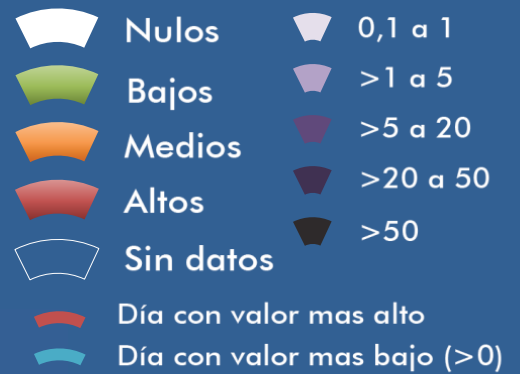 Nulos
Bajos
Medios
Altos
Sin datos
0,1 a 1
>1 a 5
>5 a 20
>20 a 50
>50
Día con valor mas alto
Día con valor mas bajo (>0)